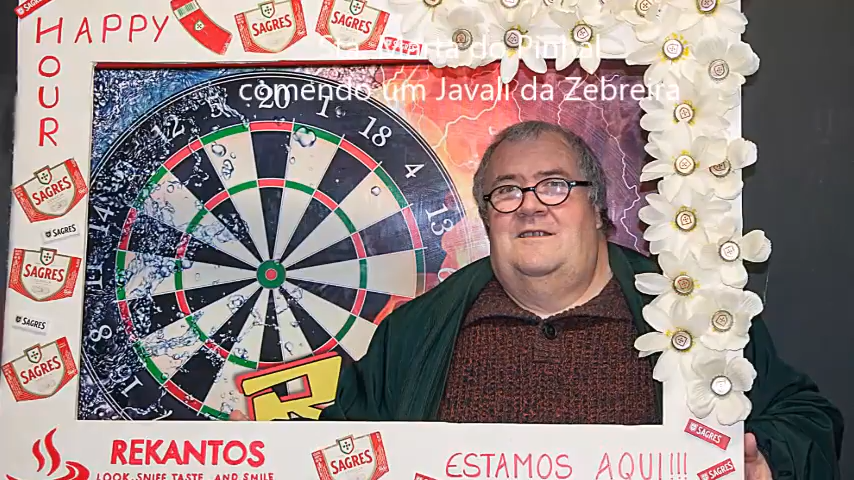 HAPPY
HOUR
Sta. Marta do Pinhal
comendo um Javali da Zebreira
SAGRES
SAGRES
SAGRES
20
1
18
4
13
5
12
14
11
8
SAGRES
SAGRES
SAGRES
SAGRES
SAGRES
REKANTOS
LOOK, SNIFF, TASTE, AND SMILE
SAGRES
ESTAMOS AQUI!!!
SAGRES
SAGRES